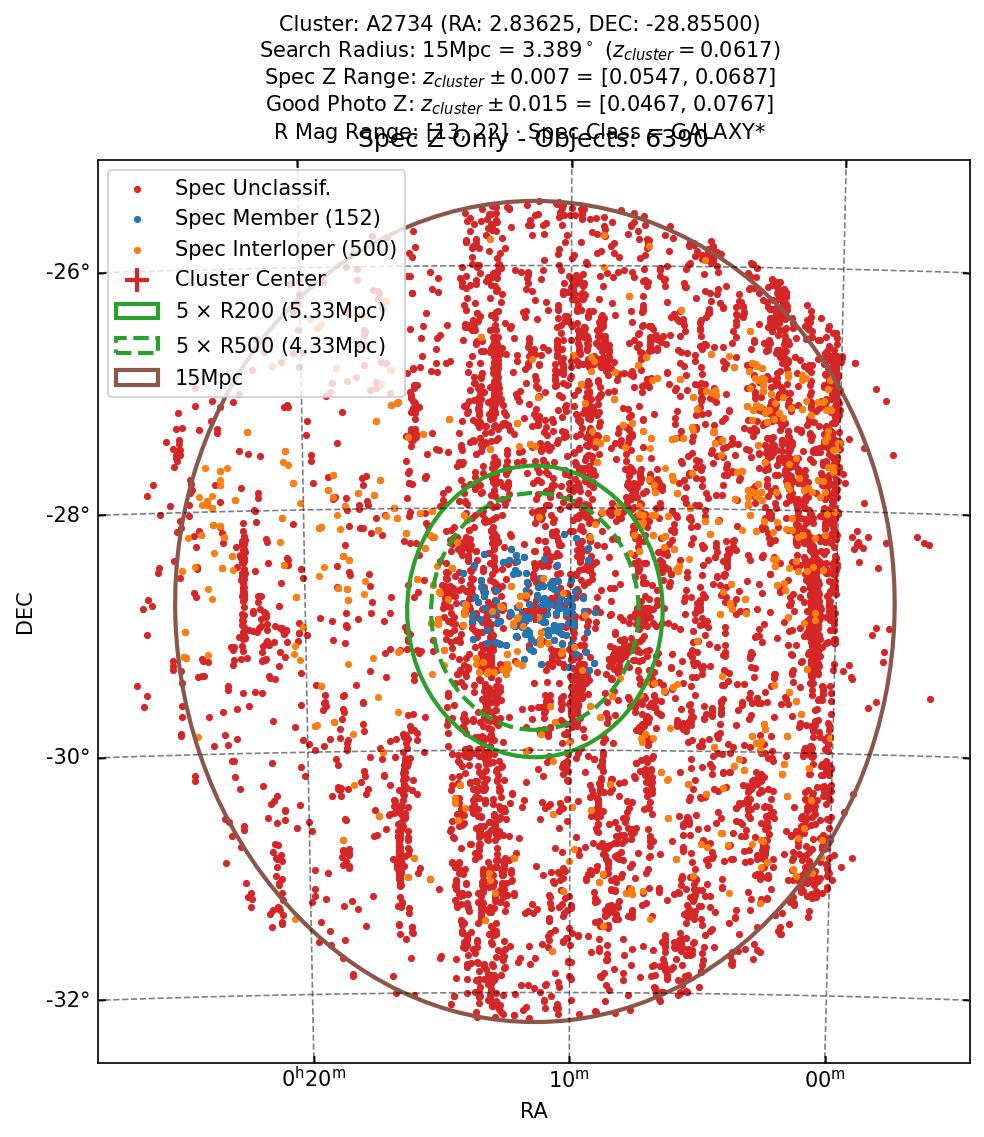 Cluster: A2734 (RA: 2.83625, DEC: -28.85500)
Search Radius: 15Mpc = 3.389° (z_cluster = 0.0617)
Spec Z Range: z_cluster ± 0.007 = [0.0547, 0.0687]
Good Photo Z: z_cluster ± 0.015 = [0.0467, 0.0767]
R Mag Range: [13, 22] · Spec Class = GALAXY*
Spec Z Only - Objects: 6390
Spec Unclassif.
Spec Member (152)
Spec Interloper (500)
Cluster Center
5 × R200 (5.33Mpc)
5 × R500 (4.33Mpc)
15Mpc
-26°
-28°
-30°
-32°
DEC
0h20m
10m
00m
RA